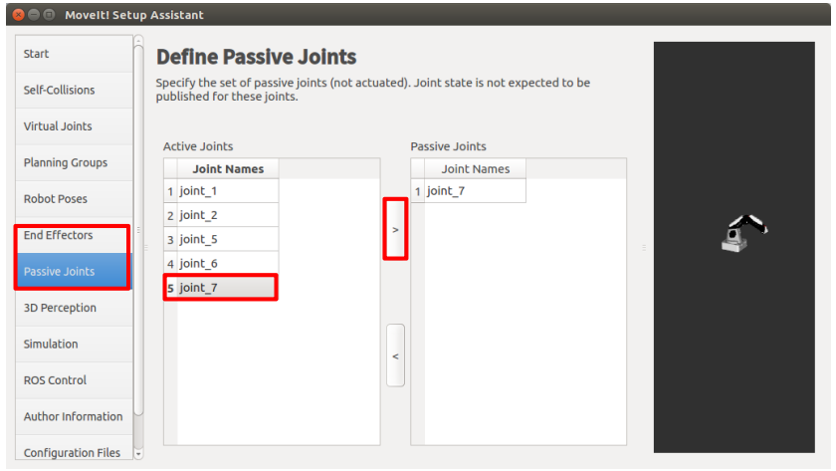 MoveIt! Setup Assistant
Start
Self-Collisions
Virtual Joints
Planning Groups
Robot Poses
End Effectors
Passive Joints
3D Perception
Simulation
ROS Control
Author Information
Configuration Files
Define Passive Joints
Specify the set of passive joints (not actuated). Joint state is not expected to be
published for these joints.
Active Joints
Joint Names
1 joint_1
2 joint_2
3 joint_5
4 joint_6
5 joint_7
>
<
Passive Joints
Joint Names
1 joint_7